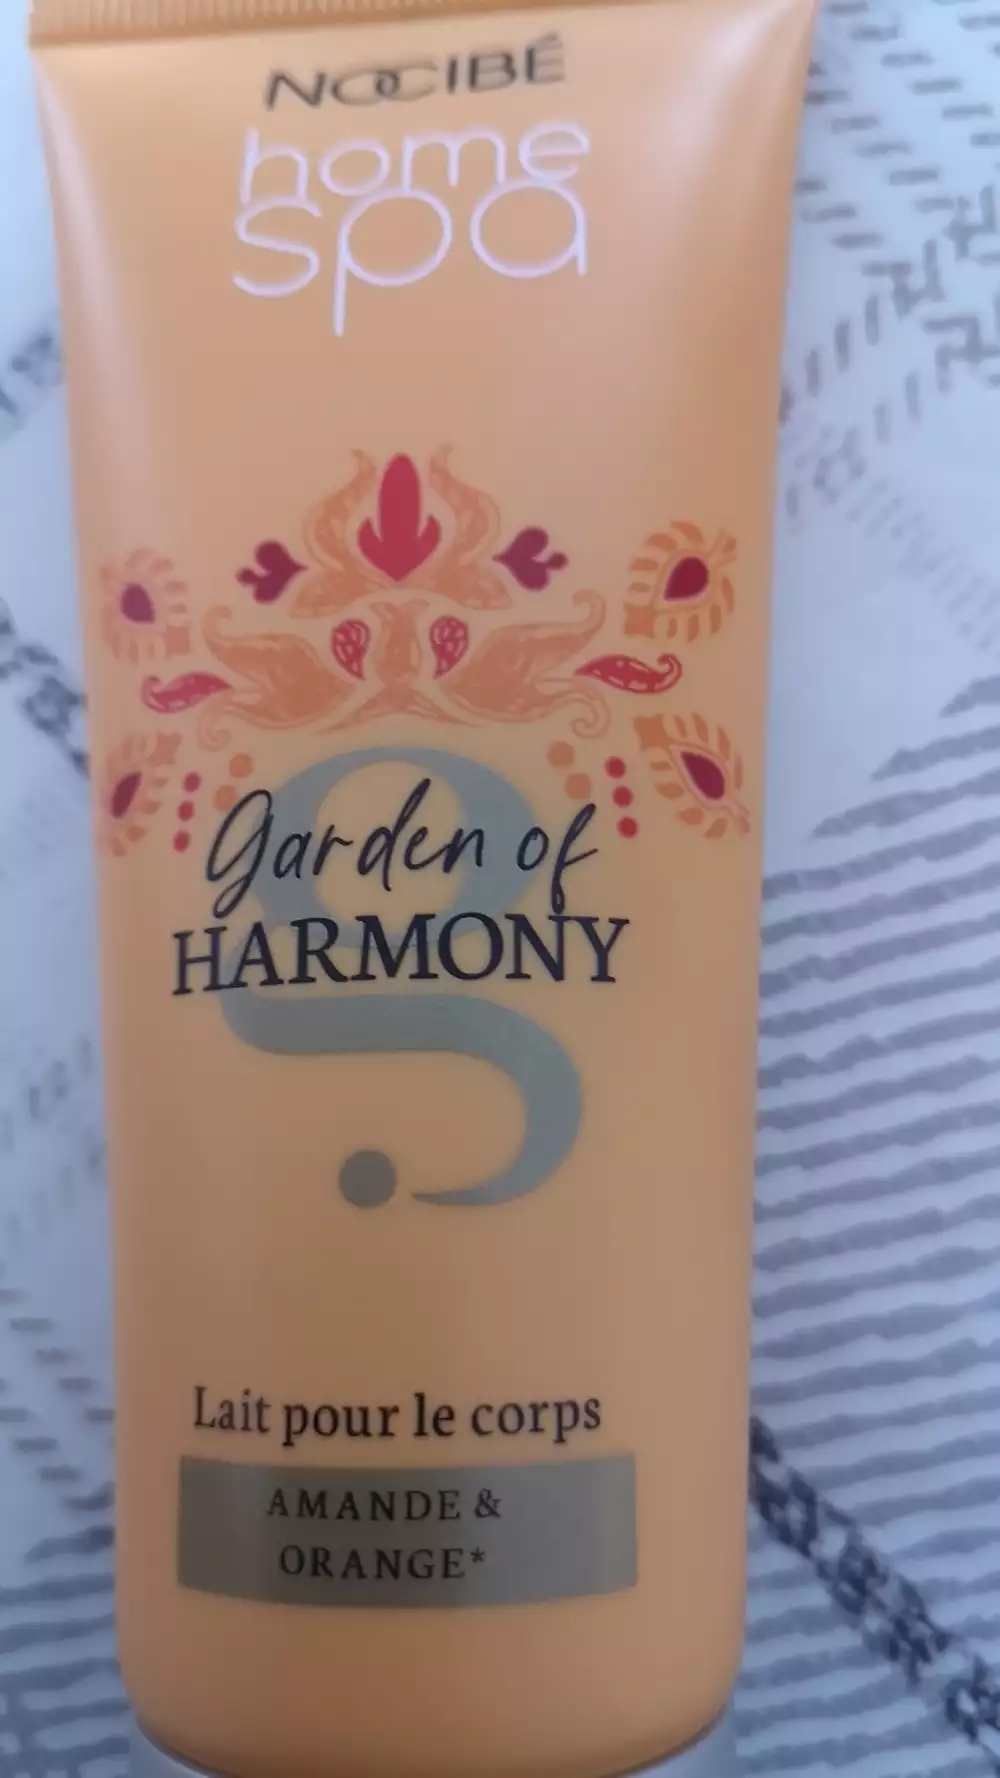 NOCIBÉ
home
spa
garden of
HARMONY
Lait pour le corps
AMANDE &
ORANGE*